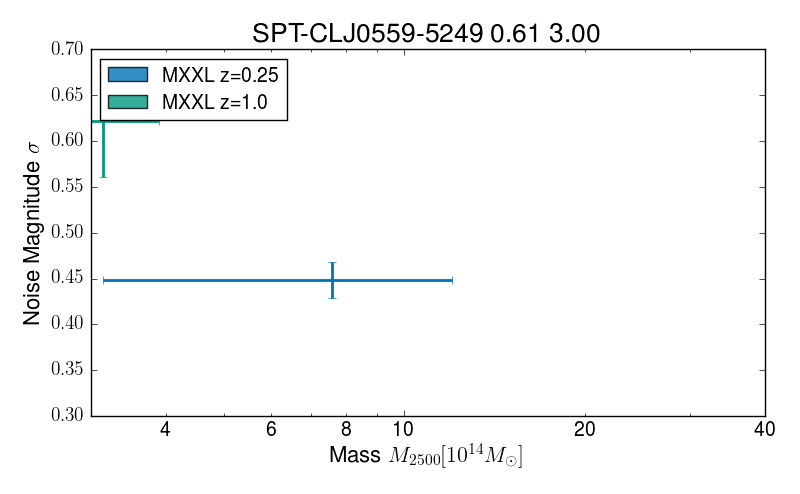 SPT-CLJ0559-5249 0.61 3.00
MXXL z=0.25
MXXL z=1.0
Noise Magnitude σ
0.70
0.65
0.60
0.55
0.50
0.45
0.40
0.35
0.30
4 6 8 10 20 40
Mass M₂₅₀₀[10¹⁴M⊙]